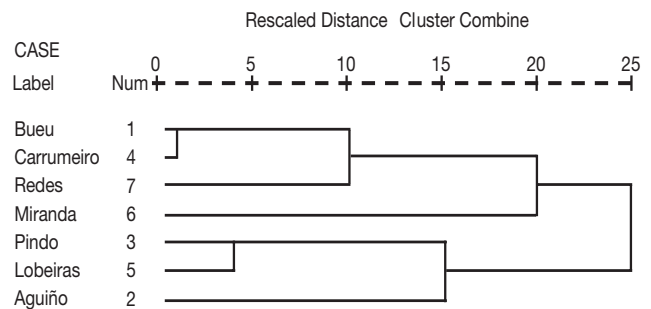 Rescaled Distance Cluster Combine
CASE
0 5 10 15 20 25
Label Num
Bueu 1
Carrumeiro 4
Redes 7
Miranda 6
Pindo 3
Lobeiras 5
Aguiño 2